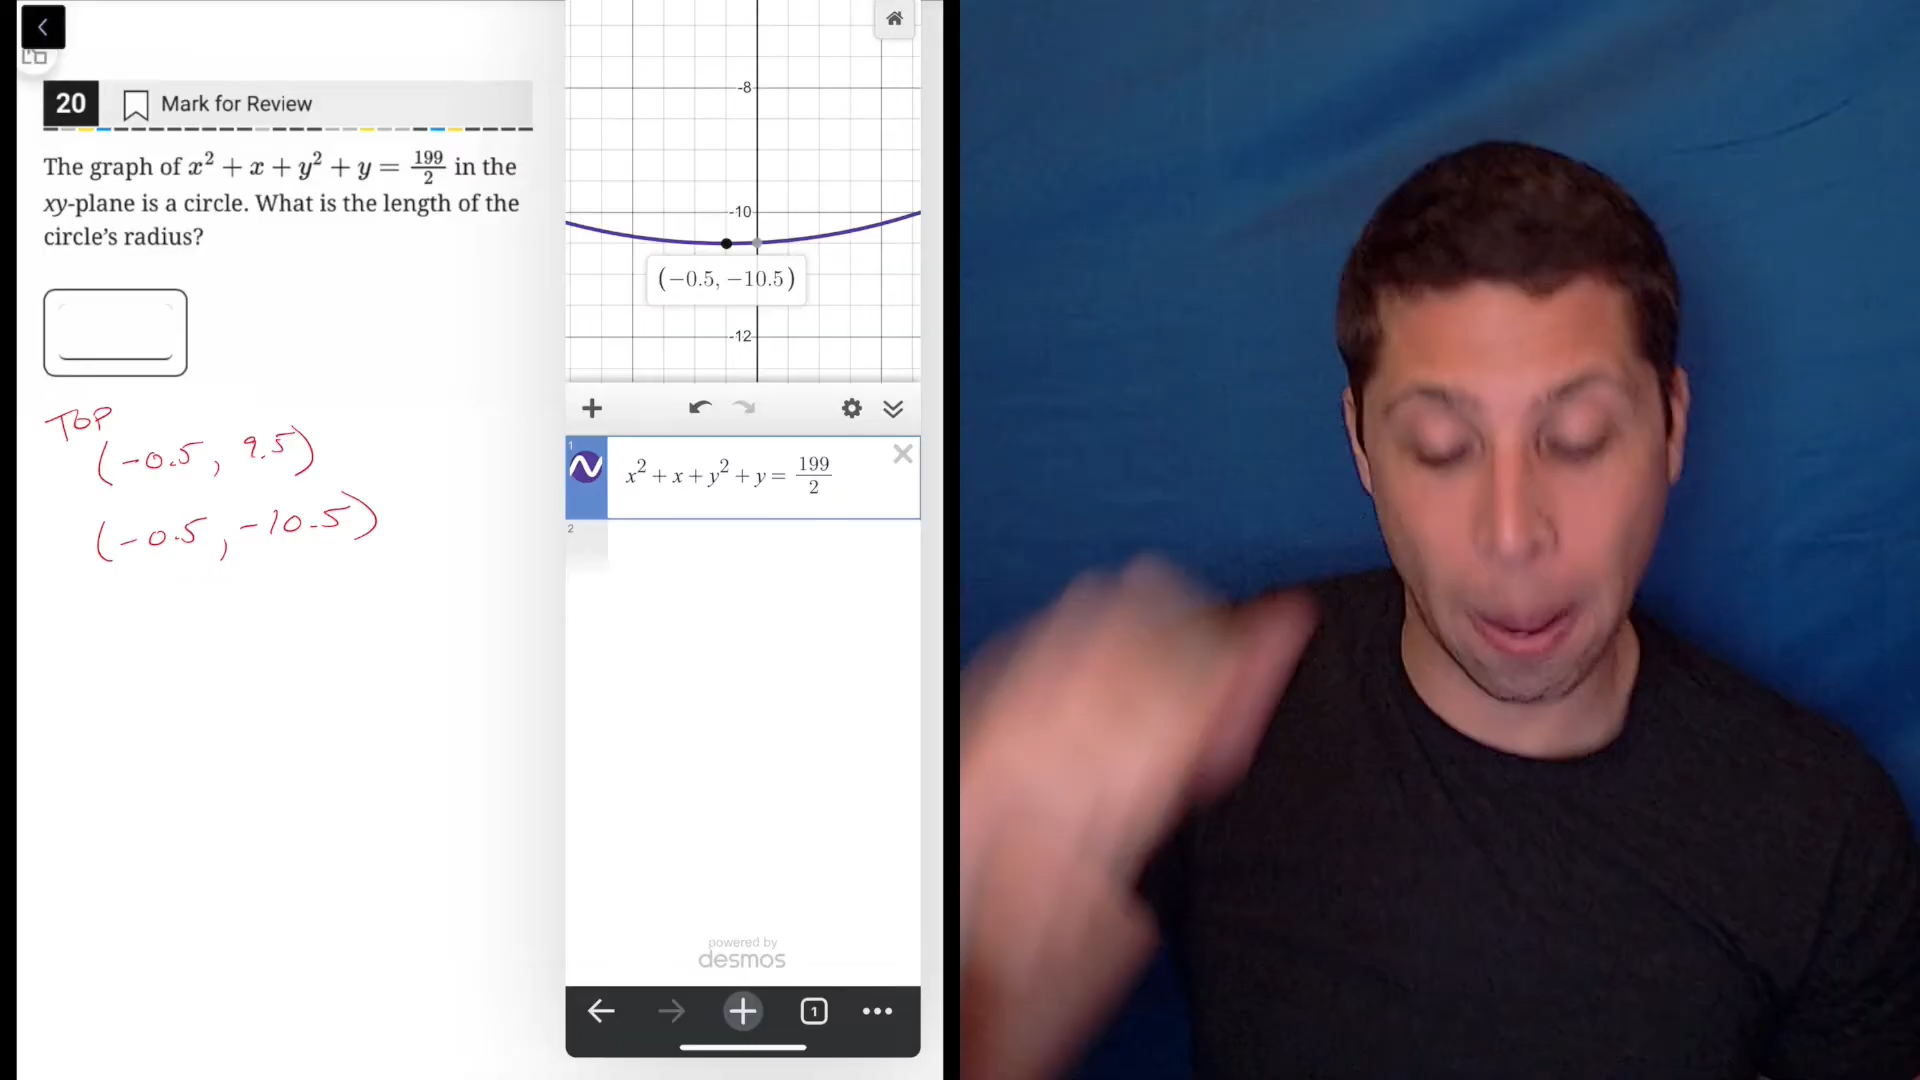 20 Mark for Review
The graph of x² + x + y² + y = 199/2 in the
xy-plane is a circle. What is the length of the
circle's radius?
TOP
(-0.5, 9.5)
(-0.5, -10.5)
-8
-10
(−0.5, −10.5)
-12
1
x² + x + y² + y = 199/2
2
powered by
desmos
1